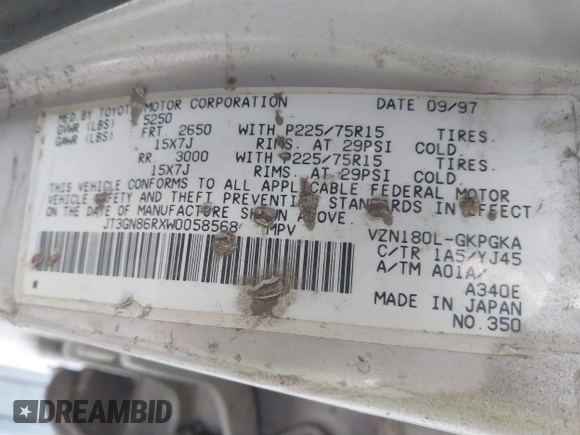 MFD BY TOYOTA MOTOR CORPORATION DATE 09/97
GVWR (LBS) 5250
GAWR (LBS) FRT 2650 WITH P225/75R15 TIRES.
15X7J RIMS. AT 29PSI COLD.
RR. 3000 WITH P225/75R15 TIRES.
15X7J RIMS. AT 29PSI COLD.
THIS VEHICLE CONFORMS TO ALL APPLICABLE FEDERAL MOTOR
VEHICLE SAFETY AND THEFT PREVENTION STANDARDS IN EFFECT
ON THE DATE OF MANUFACTURE SHOWN ABOVE.
JT3GN86RXW0058568 MPV VZN180L-GKPGKA
C/TR 1A5/YJ45
A/TM A01A/
A340E
MADE IN JAPAN
NO.350
DREAMBID